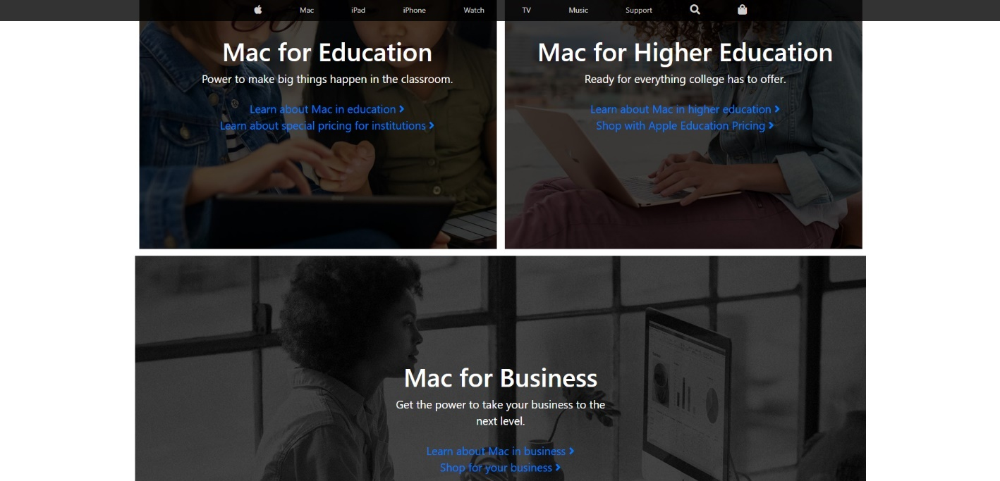 Mac iPad iPhone Watch TV Music Support
Mac for Education
Power to make big things happen in the classroom.
Learn about Mac in education
Learn about special pricing for institutions
Mac for Higher Education
Ready for everything college has to offer.
Learn about Mac in higher education
Shop with Apple Education Pricing
Mac for Business
Get the power to take your business to the
next level.
Learn about Mac in business
Shop for your business